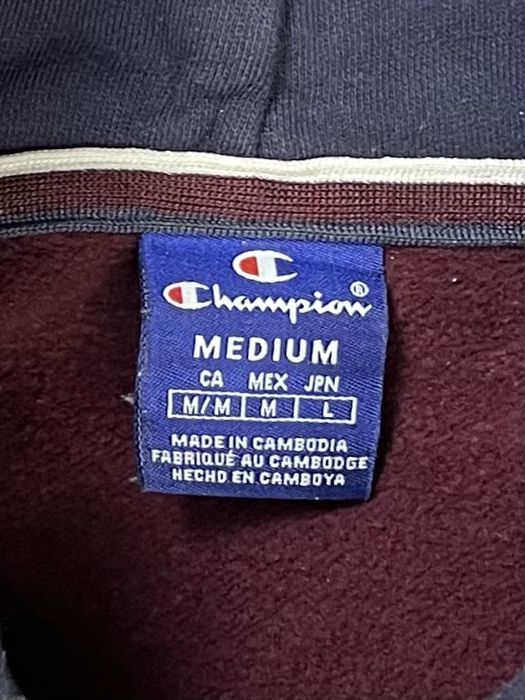 Champion®
MEDIUM
CA MEX JPN
M/M M L
MADE IN CAMBODIA
FABRIQUÉ AU CAMBODGE
HECHO EN CAMBOYA